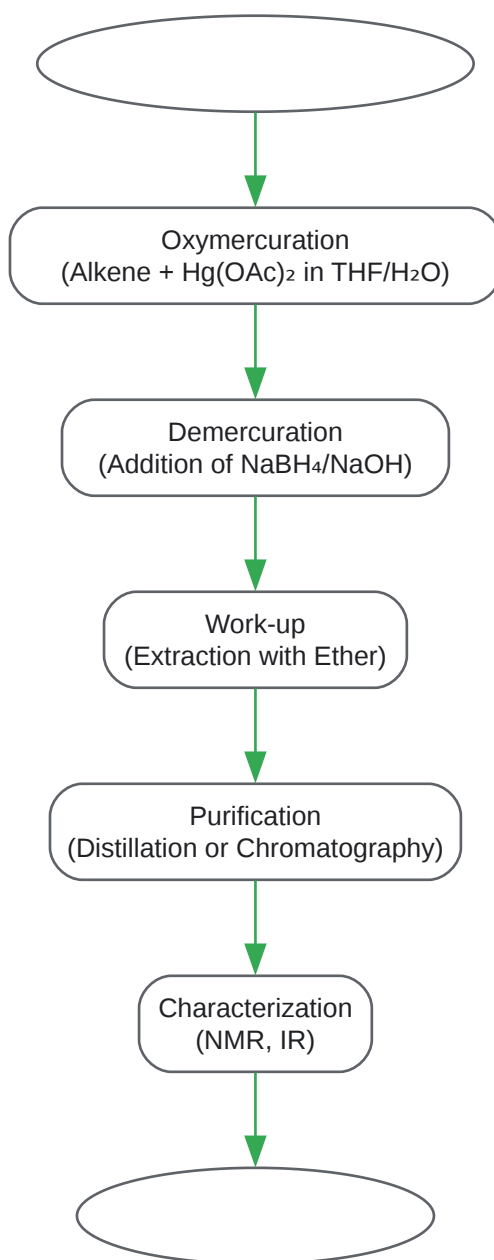 Oxymercuration
(Alkene + Hg(OAc)₂ in THF/H₂O)
Demercuration
(Addition of NaBH₄/NaOH)
Work-up
(Extraction with Ether)
Purification
(Distillation or Chromatography)
Characterization
(NMR, IR)